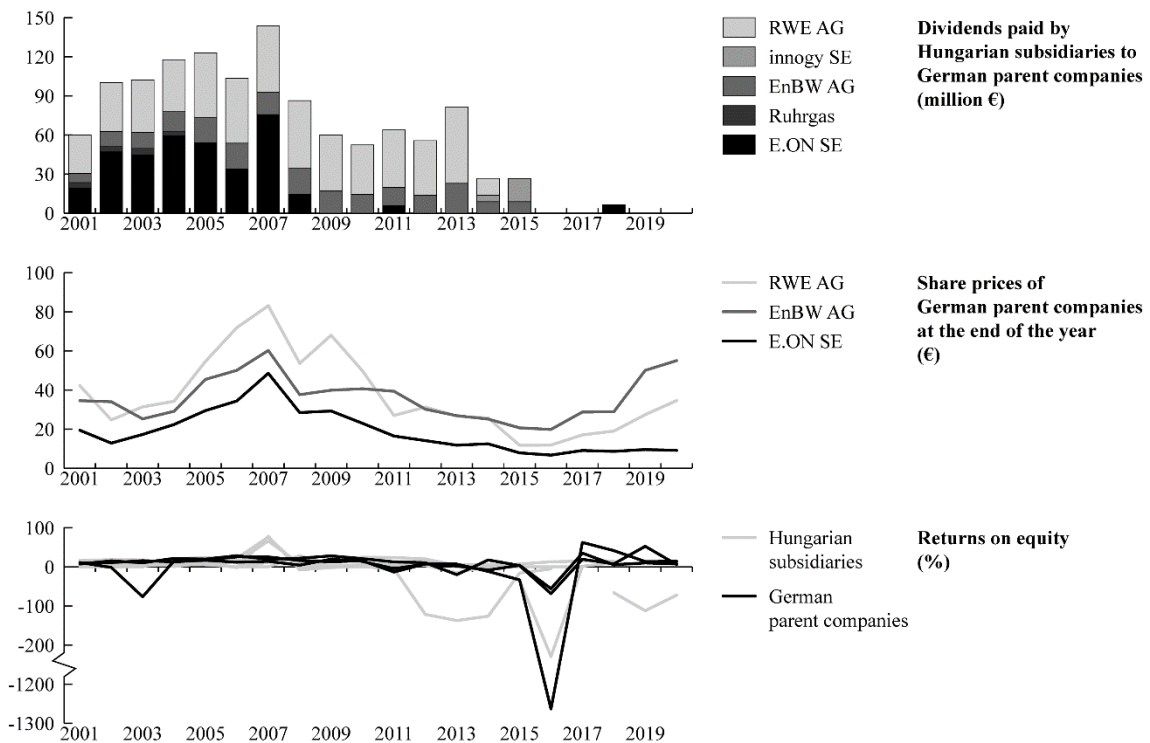 150
120
90
60
30
0
2001 2003 2005 2007 2009 2011 2013 2015 2017 2019
RWE AG
innogy SE
EnBW AG
Ruhrgas
E.ON SE
Dividends paid by
Hungarian subsidiaries to
German parent companies
(million €)
100
80
60
40
20
0
2001 2003 2005 2007 2009 2011 2013 2015 2017 2019
RWE AG
EnBW AG
E.ON SE
Share prices of
German parent companies
at the end of the year
(€)
100
0
-100
-200
-1200
-1300
2001 2003 2005 2007 2009 2011 2013 2015 2017 2019
Hungarian
subsidiaries
German
parent companies
Returns on equity
(%)